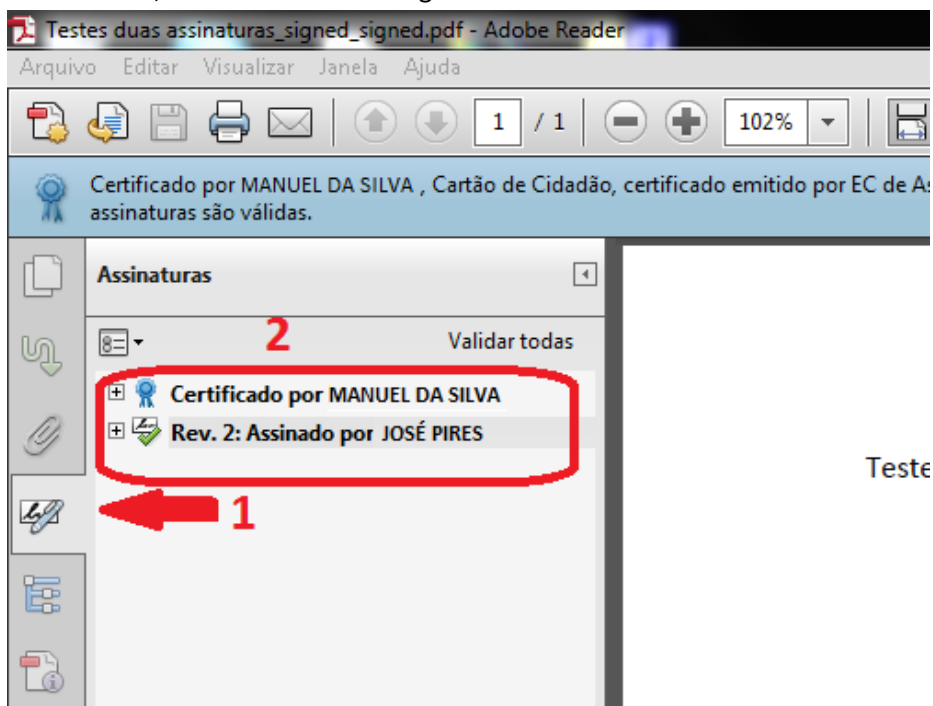 Testes duas assinaturas_signed_signed.pdf - Adobe Reader
Arquivo Editar Visualizar Janela Ajuda
1 / 1 102%
Certificado por MANUEL DA SILVA , Cartão de Cidadão, certificado emitido por EC de
assinaturas são válidas.
Assinaturas
2
Validar todas
Certificado por MANUEL DA SILVA
Rev. 2: Assinado por JOSÉ PIRES
Teste
1